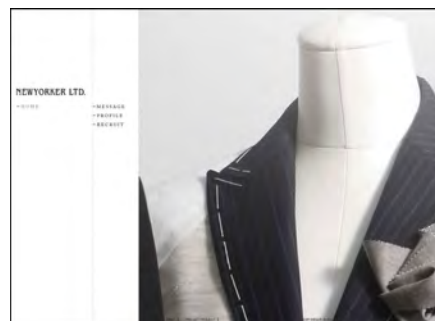 NEWYORKER LTD.
• HOME
• MESSAGE
• PROFILE
• RECRUIT